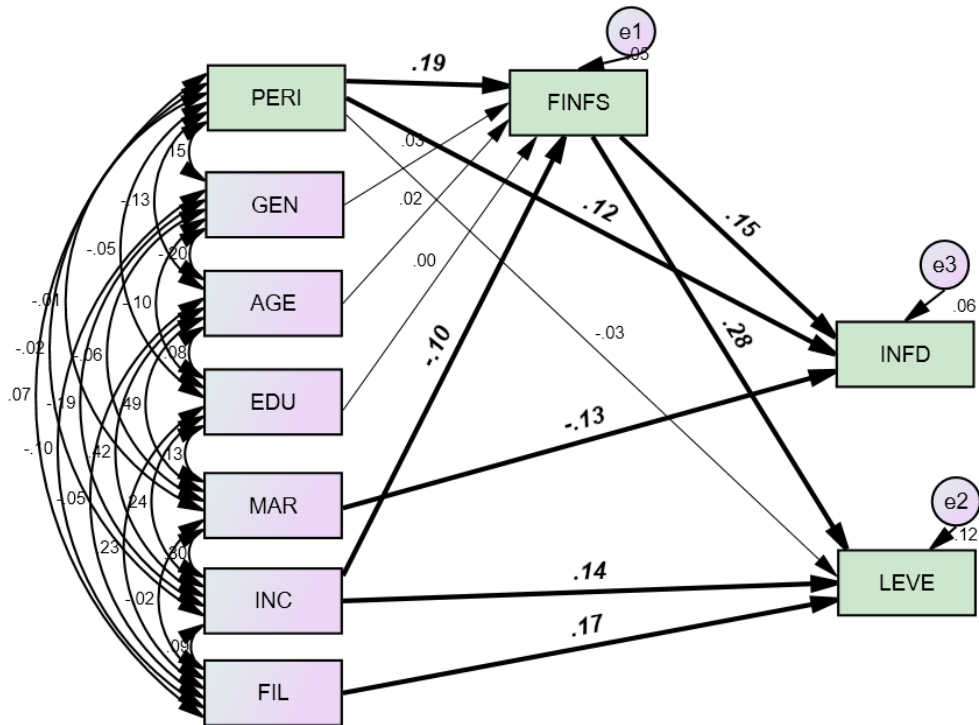 e1
.05
PERI
.19
FINFS
.03
.15
GEN
.02
.12
.15
-.13
-.20
-.05
e3
.06
AGE
.00
-.01
-.10
-.10
-.03
.28
INFD
-.02
-.06
.08
.07
-.19
.49
EDU
-.13
-.10
.42
.13
-.05
.24
MAR
e2
.12
.23
.30
.14
LEVE
-.02
INC
.17
.09
FIL